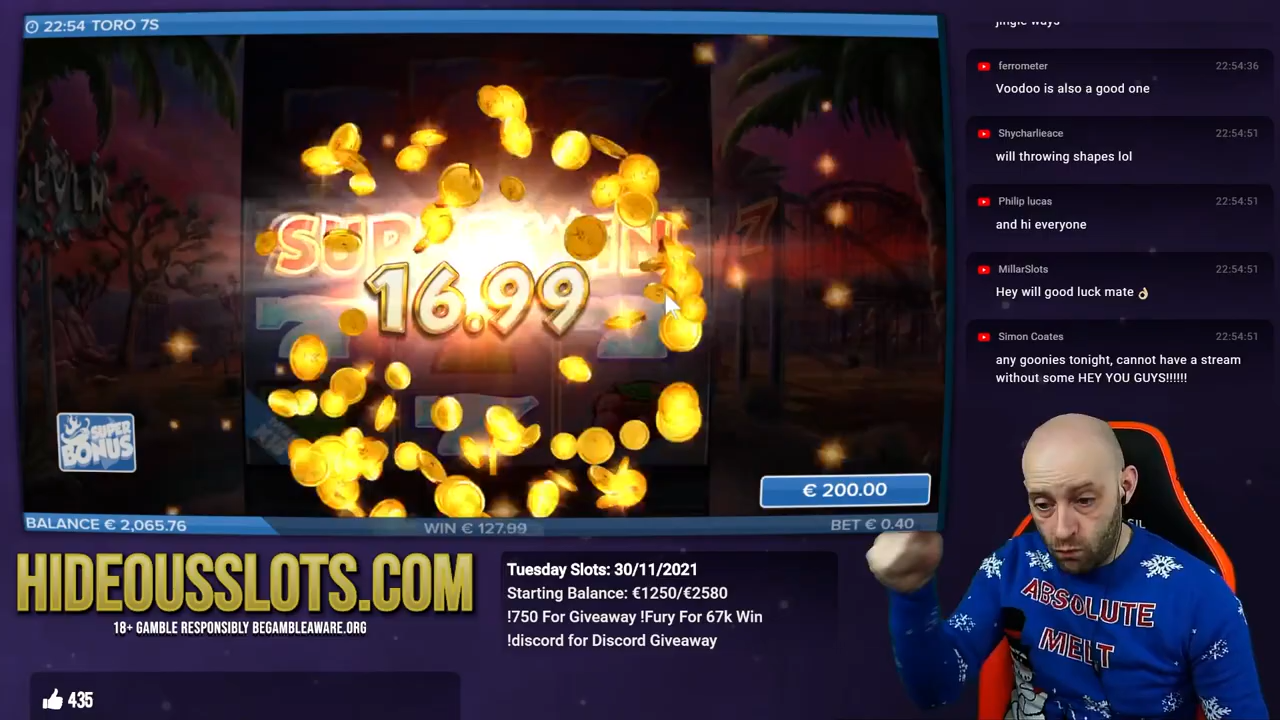 22:54 TORO 7S
SUPER WIN
16.99
SUPER
BONUS
€ 200.00
BALANCE € 2,065.76
WIN € 127.99
BET € 0.40
HIDEOUSSLOTS.COM
18+ GAMBLE RESPONSIBLY BEGAMBLEAWARE.ORG
Tuesday Slots: 30/11/2021
Starting Balance: €1250/€2580
!750 For Giveaway !Fury For 67k Win
!discord for Discord Giveaway
435
jingle ways
ferrometer 22:54:36
Voodoo is also a good one
Shycharlieace 22:54:51
will throwing shapes lol
Philip lucas 22:54:51
and hi everyone
MillarSlots 22:54:51
Hey will good luck mate 👌
Simon Coates 22:54:51
any goonies tonight, cannot have a stream
without some HEY YOU GUYS!!!!!!
ABSOLUTE
MELT